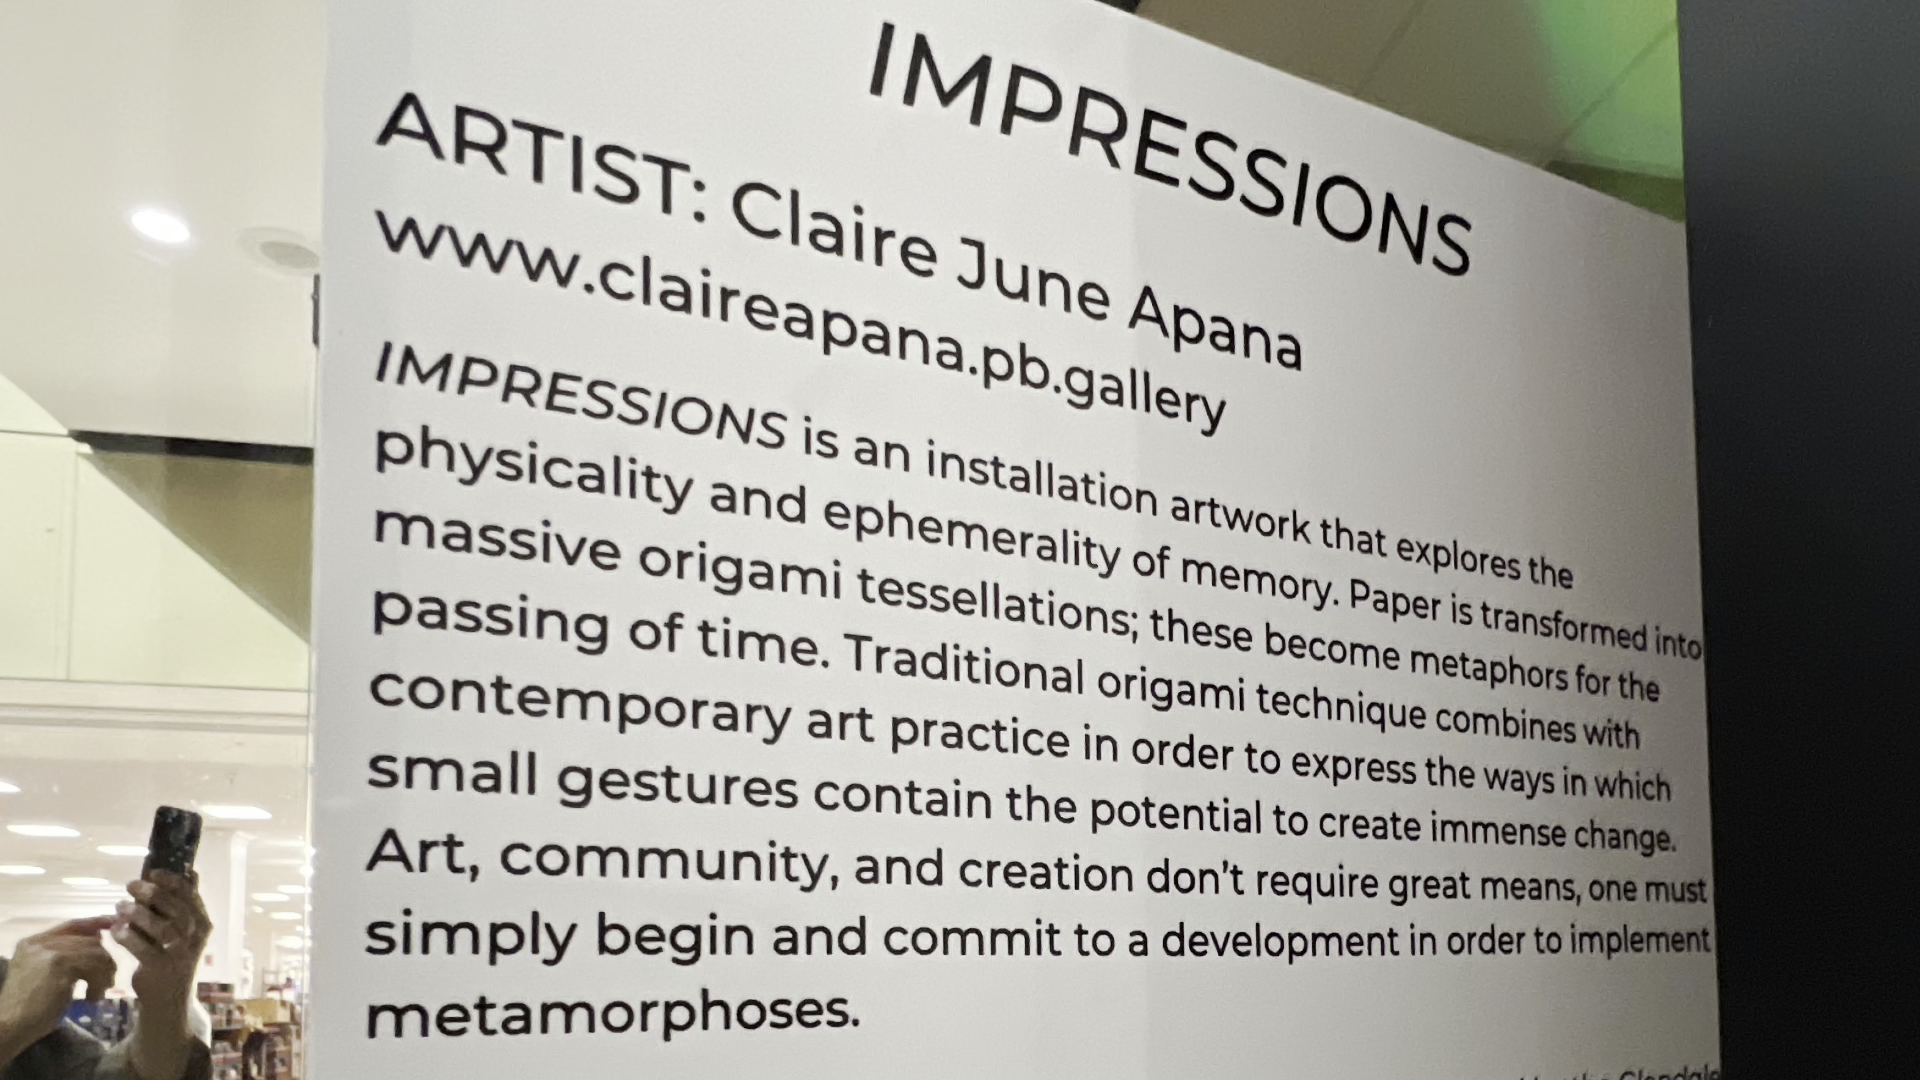 IMPRESSIONS
ARTIST: Claire June Apana
www.claireapana.pb.gallery
IMPRESSIONS is an installation artwork that explores the
physicality and ephemerality of memory. Paper is transformed into
massive origami tessellations; these become metaphors for the
passing of time. Traditional origami technique combines with
contemporary art practice in order to express the ways in which
small gestures contain the potential to create immense change.
Art, community, and creation don't require great means, one must
simply begin and commit to a development in order to implement
metamorphoses.